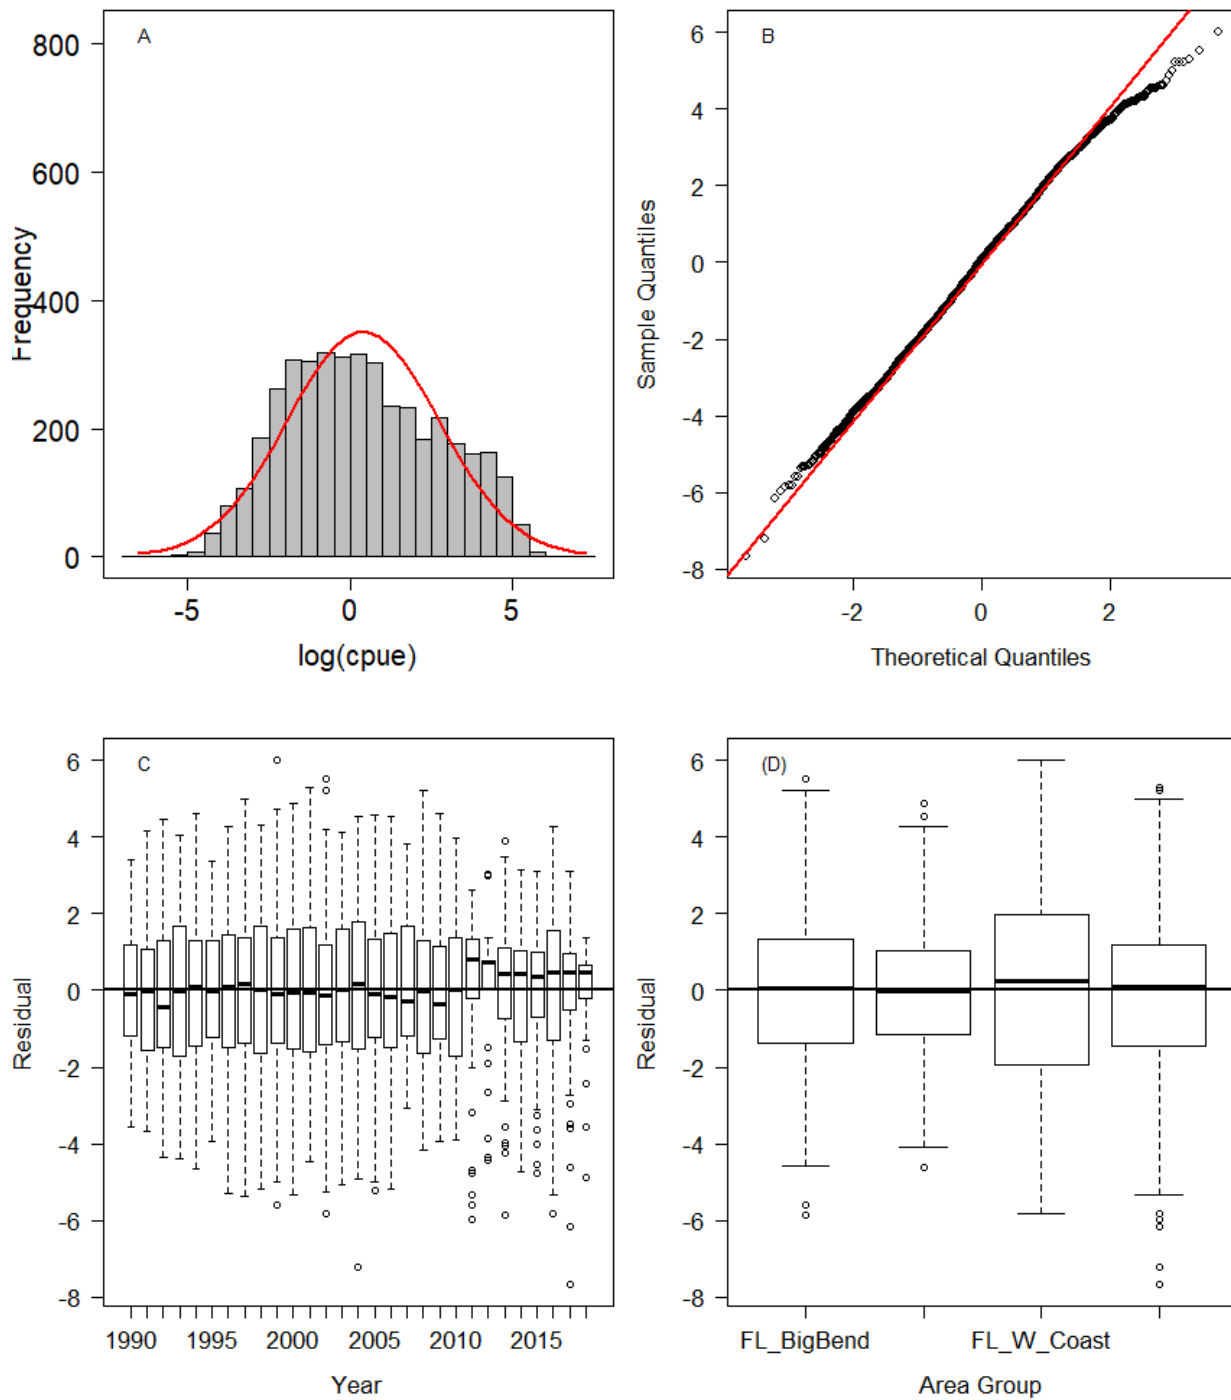 A
Frequency
800
600
400
200
0
-5 0 5
log(cpue)
B
Sample Quantiles
6
4
2
0
-2
-4
-6
-8
-2 0 2
Theoretical Quantiles
C
Residual
6
4
2
0
-2
-4
-6
-8
1990 1995 2000 2005 2010 2015
Year
(D)
Residual
6
4
2
0
-2
-4
-6
-8
FL_BigBend FL_W_Coast
Area Group